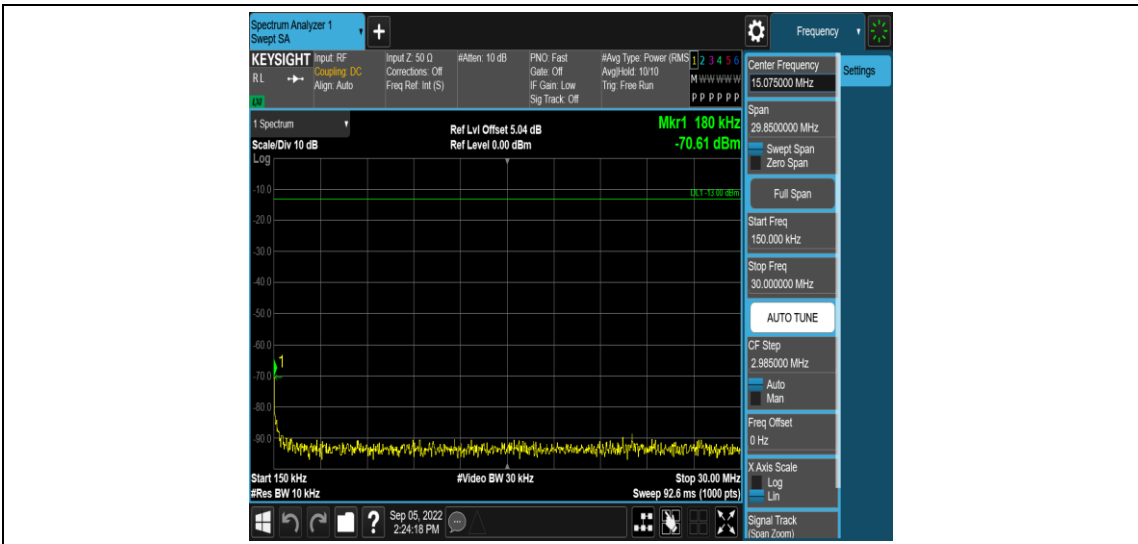 Spectrum Analyzer 1
Swept SA
+
Frequency
KEYSIGHT
RL
LXI
Input: RF
Coupling: DC
Align: Auto
Input Z: 50 Ω
Corrections: Off
Freq Ref: Int (S)
#Atten: 10 dB
PNO: Fast
Gate: Off
IF Gain: Low
Sig Track: Off
#Avg Type: Power (RMS
Avg|Hold: 10/10
Trig: Free Run
1 2 3 4 5 6
M W W W W W
P P P P P P
Center Frequency
15.075000 MHz
Settings
Span
29.8500000 MHz
Swept Span
Zero Span
Full Span
Start Freq
150.000 kHz
Stop Freq
30.000000 MHz
AUTO TUNE
CF Step
2.985000 MHz
Auto
Man
Freq Offset
0 Hz
X Axis Scale
Log
Lin
Signal Track
(Span Zoom)
1 Spectrum
Scale/Div 10 dB
Log
Ref Lvl Offset 5.04 dB
Ref Level 0.00 dBm
Mkr1 180 kHz
-70.61 dBm
DL1 -13.00 dBm
-10.0
-20.0
-30.0
-40.0
-50.0
-60.0
-70.0
-80.0
-90.0
1
Start 150 kHz
#Res BW 10 kHz
#Video BW 30 kHz
Stop 30.00 MHz
Sweep 92.6 ms (1000 pts)
?
Sep 05, 2022
2:24:18 PM